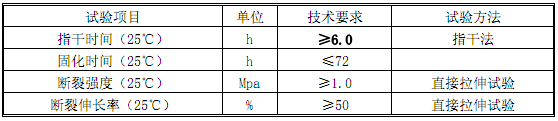 试验项目 单位 技术要求 试验方法
指干时间（25℃） h ≥6.0 指干法
固化时间（25℃） h ≤72
断裂强度（25℃） Mpa ≥1.0 直接拉伸试验
断裂伸长率（25℃） % ≥50 直接拉伸试验